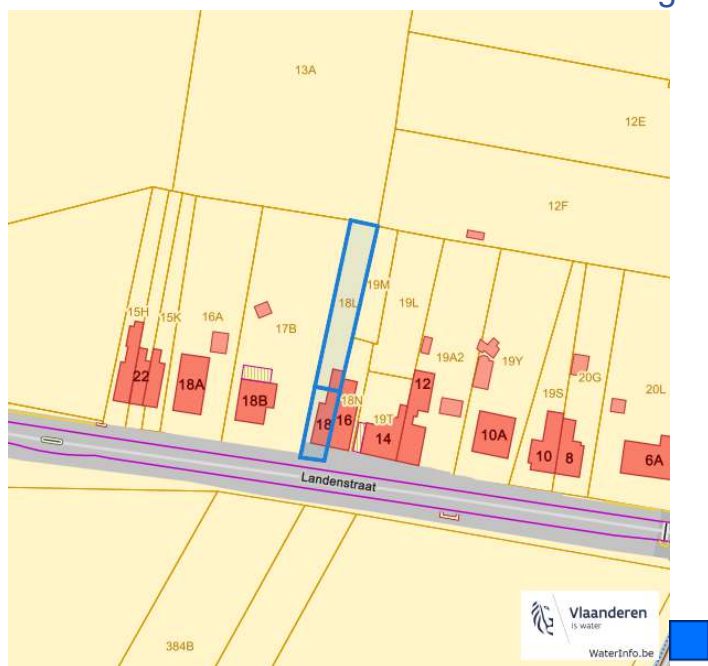 13A
12E
12F
15H
15K
16A
17B
18L
19M
19L
19A2
19Y
19S
20G
20L
22
18A
18B
18
16
18N
19T
14
12
10A
10
8
6A
Landenstraat
384B
Vlaanderen
is water
WaterInfo.be